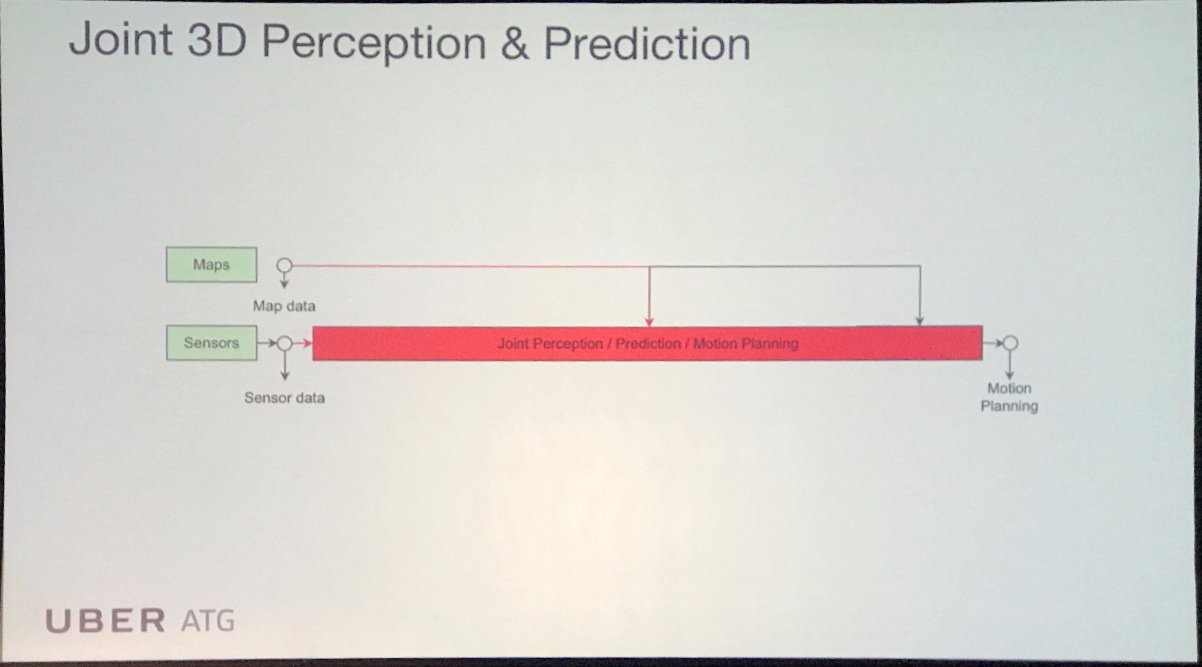 Joint 3D Perception & Prediction
Maps
Map data
Sensors
Joint Perception / Prediction / Motion Planning
Sensor data
Motion
Planning
UBER ATG